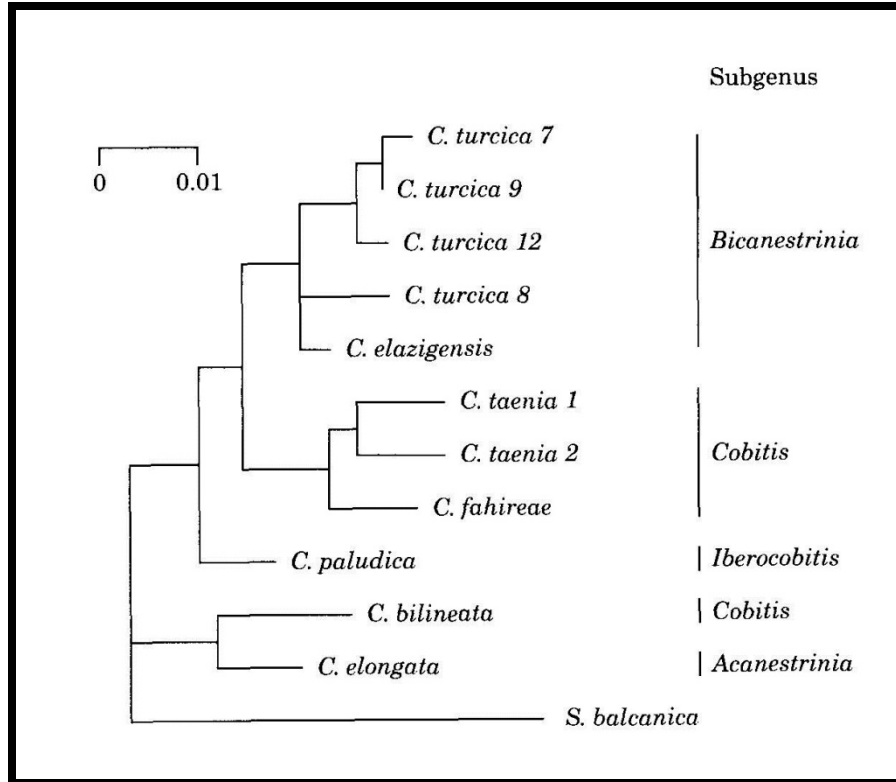 Subgenus
0 0.01
C. turcica 7
C. turcica 9
C. turcica 12
Bicanestrinia
C. turcica 8
C. elazigensis
C. taenia 1
C. taenia 2
Cobitis
C. fahireae
C. paludica
Iberocobitis
C. bilineata
Cobitis
C. elongata
Acanestrinia
S. balcanica